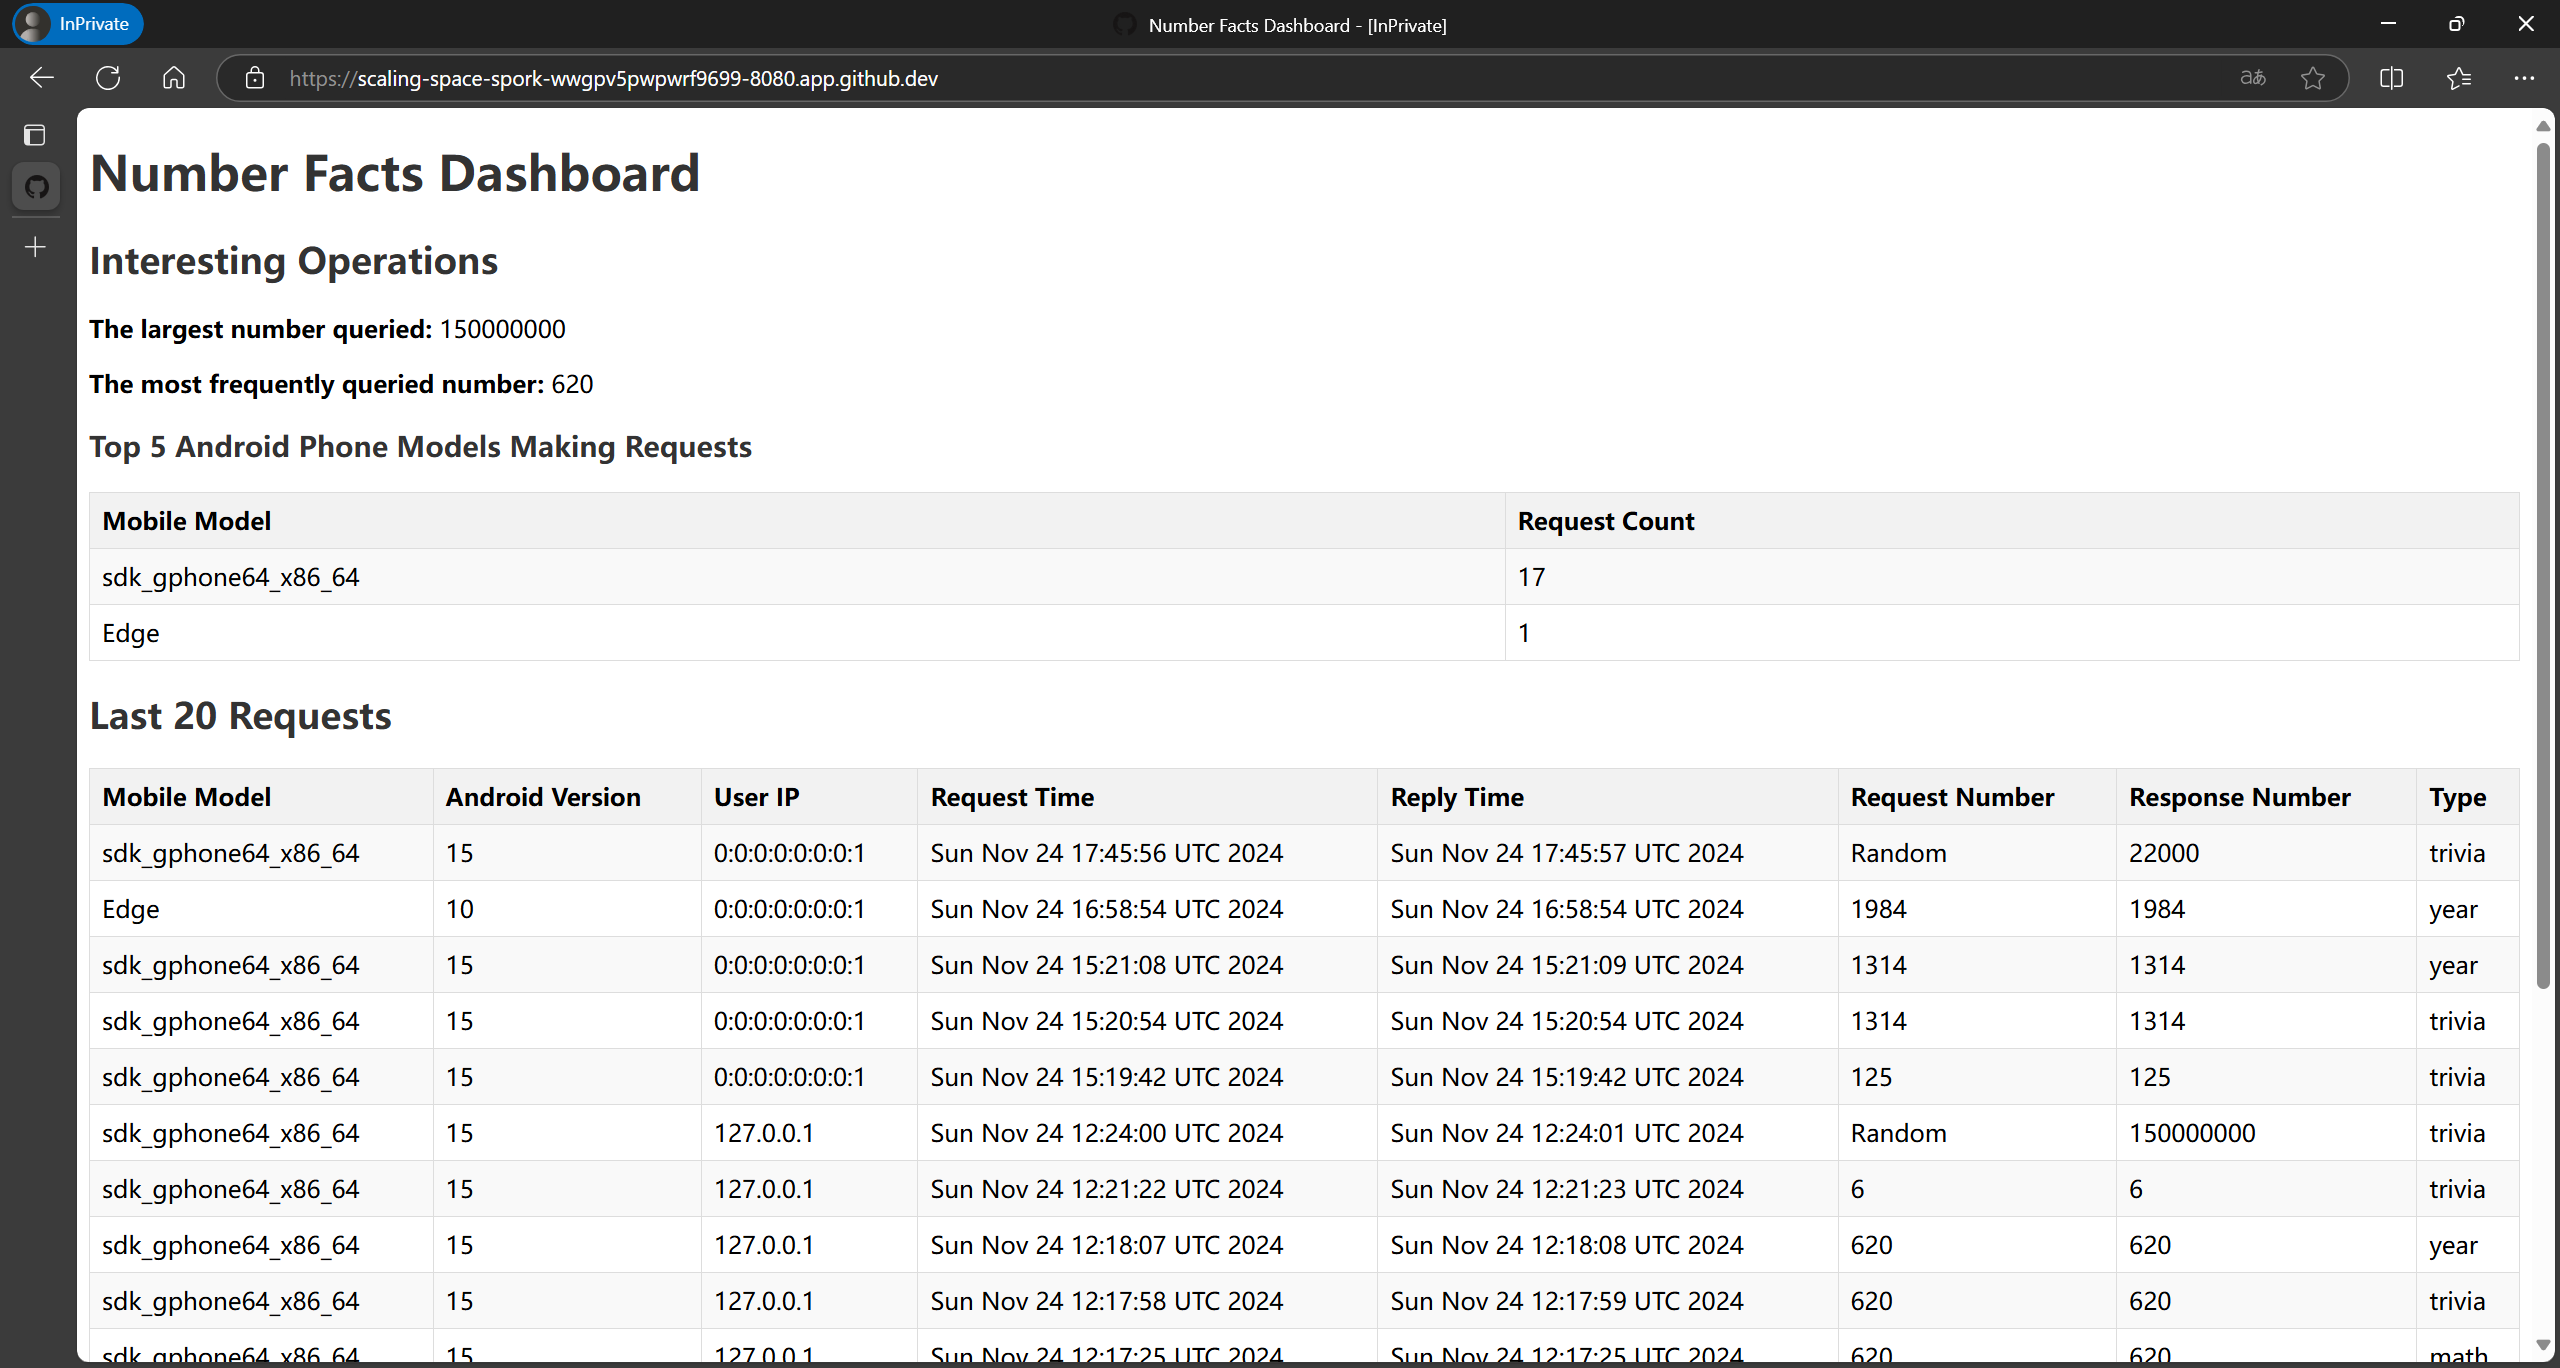 InPrivate
Number Facts Dashboard - [InPrivate]
https://scaling-space-spork-wwgpv5pwpwrf9699-8080.app.github.dev
aあ
Number Facts Dashboard
Interesting Operations
The largest number queried: 150000000
The most frequently queried number: 620
Top 5 Android Phone Models Making Requests
Mobile Model Request Count
sdk_gphone64_x86_64 17
Edge 1
Last 20 Requests
Mobile Model Android Version User IP Request Time Reply Time Request Number Response Number Type
sdk_gphone64_x86_64 15 0:0:0:0:0:0:0:1 Sun Nov 24 17:45:56 UTC 2024 Sun Nov 24 17:45:57 UTC 2024 Random 22000 trivia
Edge 10 0:0:0:0:0:0:0:1 Sun Nov 24 16:58:54 UTC 2024 Sun Nov 24 16:58:54 UTC 2024 1984 1984 year
sdk_gphone64_x86_64 15 0:0:0:0:0:0:0:1 Sun Nov 24 15:21:08 UTC 2024 Sun Nov 24 15:21:09 UTC 2024 1314 1314 year
sdk_gphone64_x86_64 15 0:0:0:0:0:0:0:1 Sun Nov 24 15:20:54 UTC 2024 Sun Nov 24 15:20:54 UTC 2024 1314 1314 trivia
sdk_gphone64_x86_64 15 0:0:0:0:0:0:0:1 Sun Nov 24 15:19:42 UTC 2024 Sun Nov 24 15:19:42 UTC 2024 125 125 trivia
sdk_gphone64_x86_64 15 127.0.0.1 Sun Nov 24 12:24:00 UTC 2024 Sun Nov 24 12:24:01 UTC 2024 Random 150000000 trivia
sdk_gphone64_x86_64 15 127.0.0.1 Sun Nov 24 12:21:22 UTC 2024 Sun Nov 24 12:21:23 UTC 2024 6 6 trivia
sdk_gphone64_x86_64 15 127.0.0.1 Sun Nov 24 12:18:07 UTC 2024 Sun Nov 24 12:18:08 UTC 2024 620 620 year
sdk_gphone64_x86_64 15 127.0.0.1 Sun Nov 24 12:17:58 UTC 2024 Sun Nov 24 12:17:59 UTC 2024 620 620 trivia
sdk_gphone64_x86_64 15 127.0.0.1 Sun Nov 24 12:17:25 UTC 2024 Sun Nov 24 12:17:25 UTC 2024 620 620 math